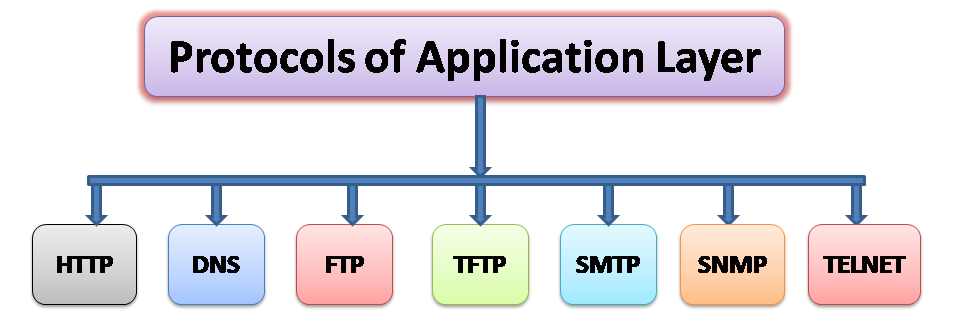 Protocols of Application Layer
HTTP
DNS
FTP
TFTP
SMTP
SNMP
TELNET